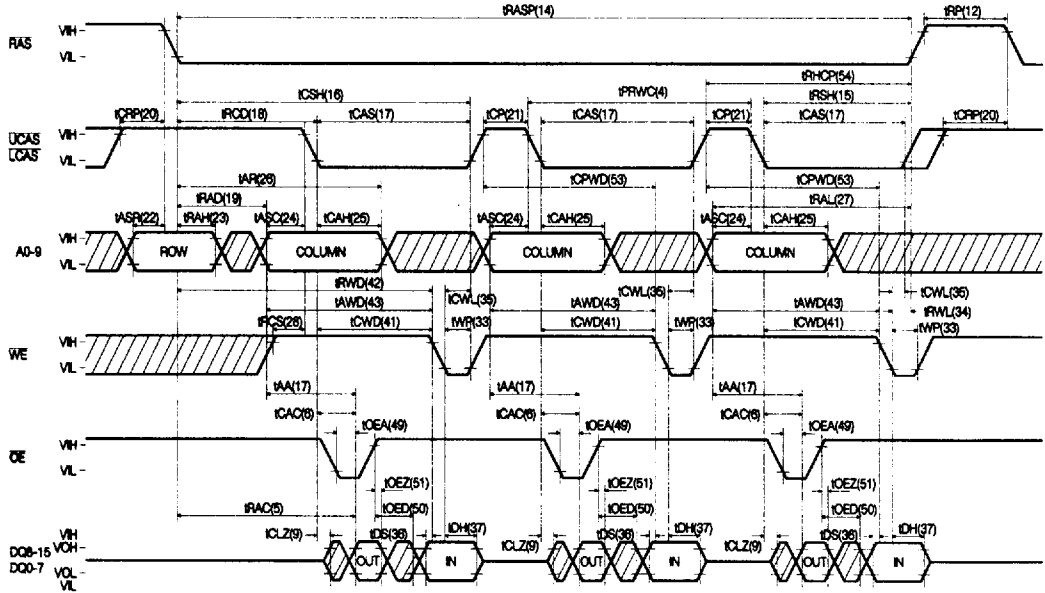 tRASP(14) tRP(12)
RAS VIH
VIL
tRHCP(54)
tCSH(16) tPRWC(4) tRSH(15)
tCRP(20) tRCD(18) tCAS(17) tCP(21) tCAS(17) tCP(21) tCAS(17) tCRP(20)
UCAS VIH
LCAS VIL
tAR(26) tCPWD(53) tCPWD(53)
tRAD(19) tRAL(27)
tASR(22) tRAH(23) tASC(24) tCAH(25) tASC(24) tCAH(25) tASC(24) tCAH(25)
A0-9 VIH ROW COLUMN COLUMN COLUMN
VIL
tRWD(42) tCWL(35) tCWL(35) tCWL(35)
tAWD(43) tAWD(43) tAWD(43) tRWL(34)
tRCS(28) tCWD(41) tWP(33) tCWD(41) tWP(33) tCWD(41) tWP(33)
WE VIH
VIL
tAA(17) tAA(17) tAA(17)
tCAC(6) tCAC(6) tCAC(6)
tOEA(49) tOEA(49) tOEA(49)
OE VIH
VIL
tOEZ(51) tOEZ(51) tOEZ(51)
tRAC(5) tOED(50) tOED(50) tOED(50)
tCLZ(9) tDS(36) tDH(37) tCLZ(9) tDS(36) tDH(37) tCLZ(9) tDS(36) tDH(37)
VIH
DQ8-15 VOH OUT IN OUT IN OUT IN
DQ0-7 VOL
VIL